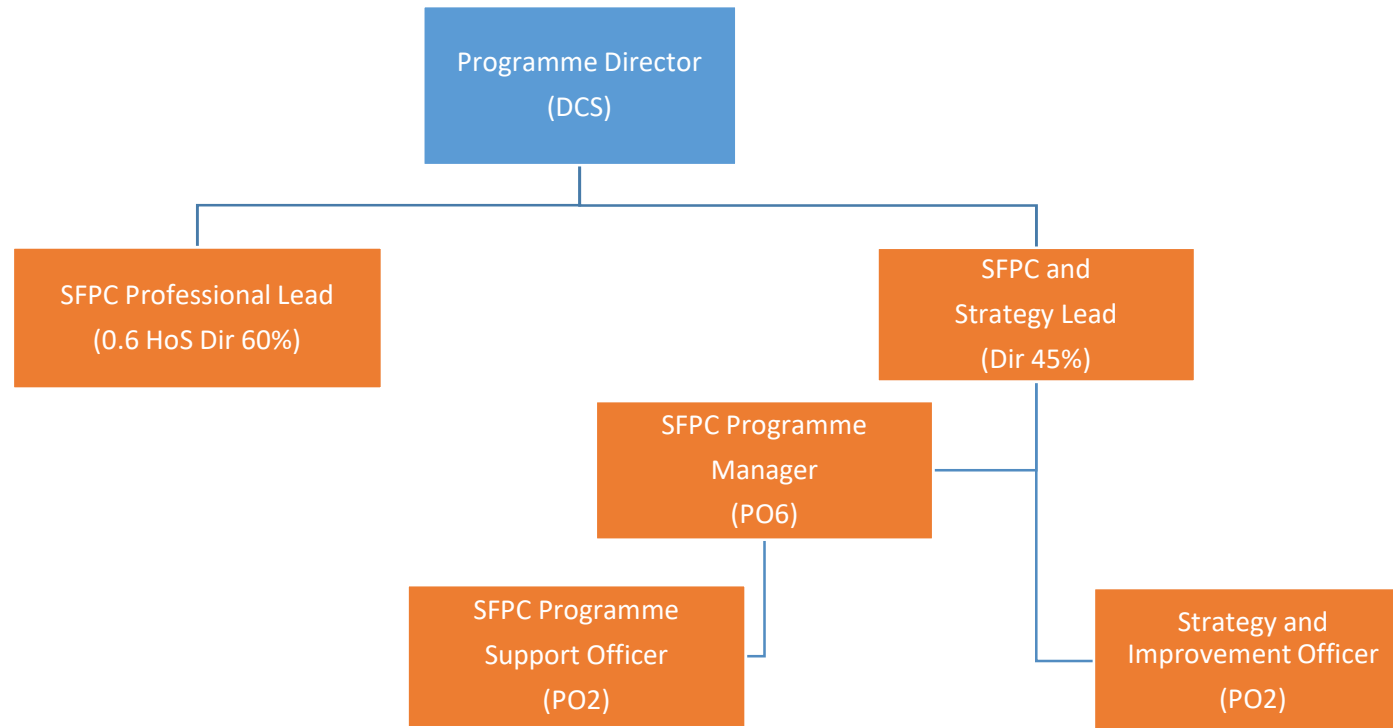 Programme Director
(DCS)
SFPC Professional Lead
(0.6 HoS Dir 60%)
SFPC and
Strategy Lead
(Dir 45%)
SFPC Programme
Manager
(PO6)
SFPC Programme
Support Officer
(PO2)
Strategy and
Improvement Officer
(PO2)